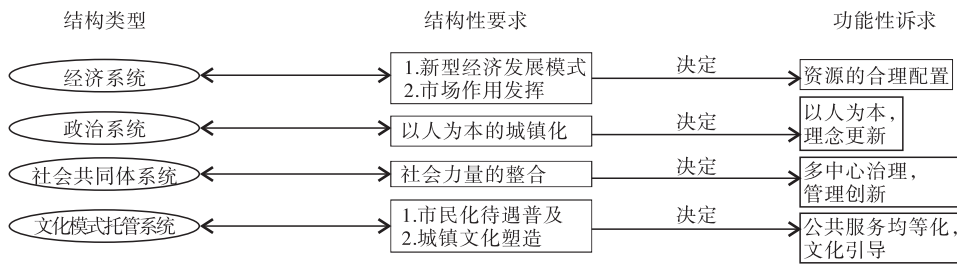 结构类型 结构性要求 功能性诉求
经济系统
1.新型经济发展模式
2.市场作用发挥
决定
资源的合理配置
政治系统
以人为本的城镇化
决定
以人为本，
理念更新
社会共同体系统
社会力量的整合
决定
多中心治理，
管理创新
文化模式托管系统
1.市民化待遇普及
2.城镇文化塑造
决定
公共服务均等化，
文化引导